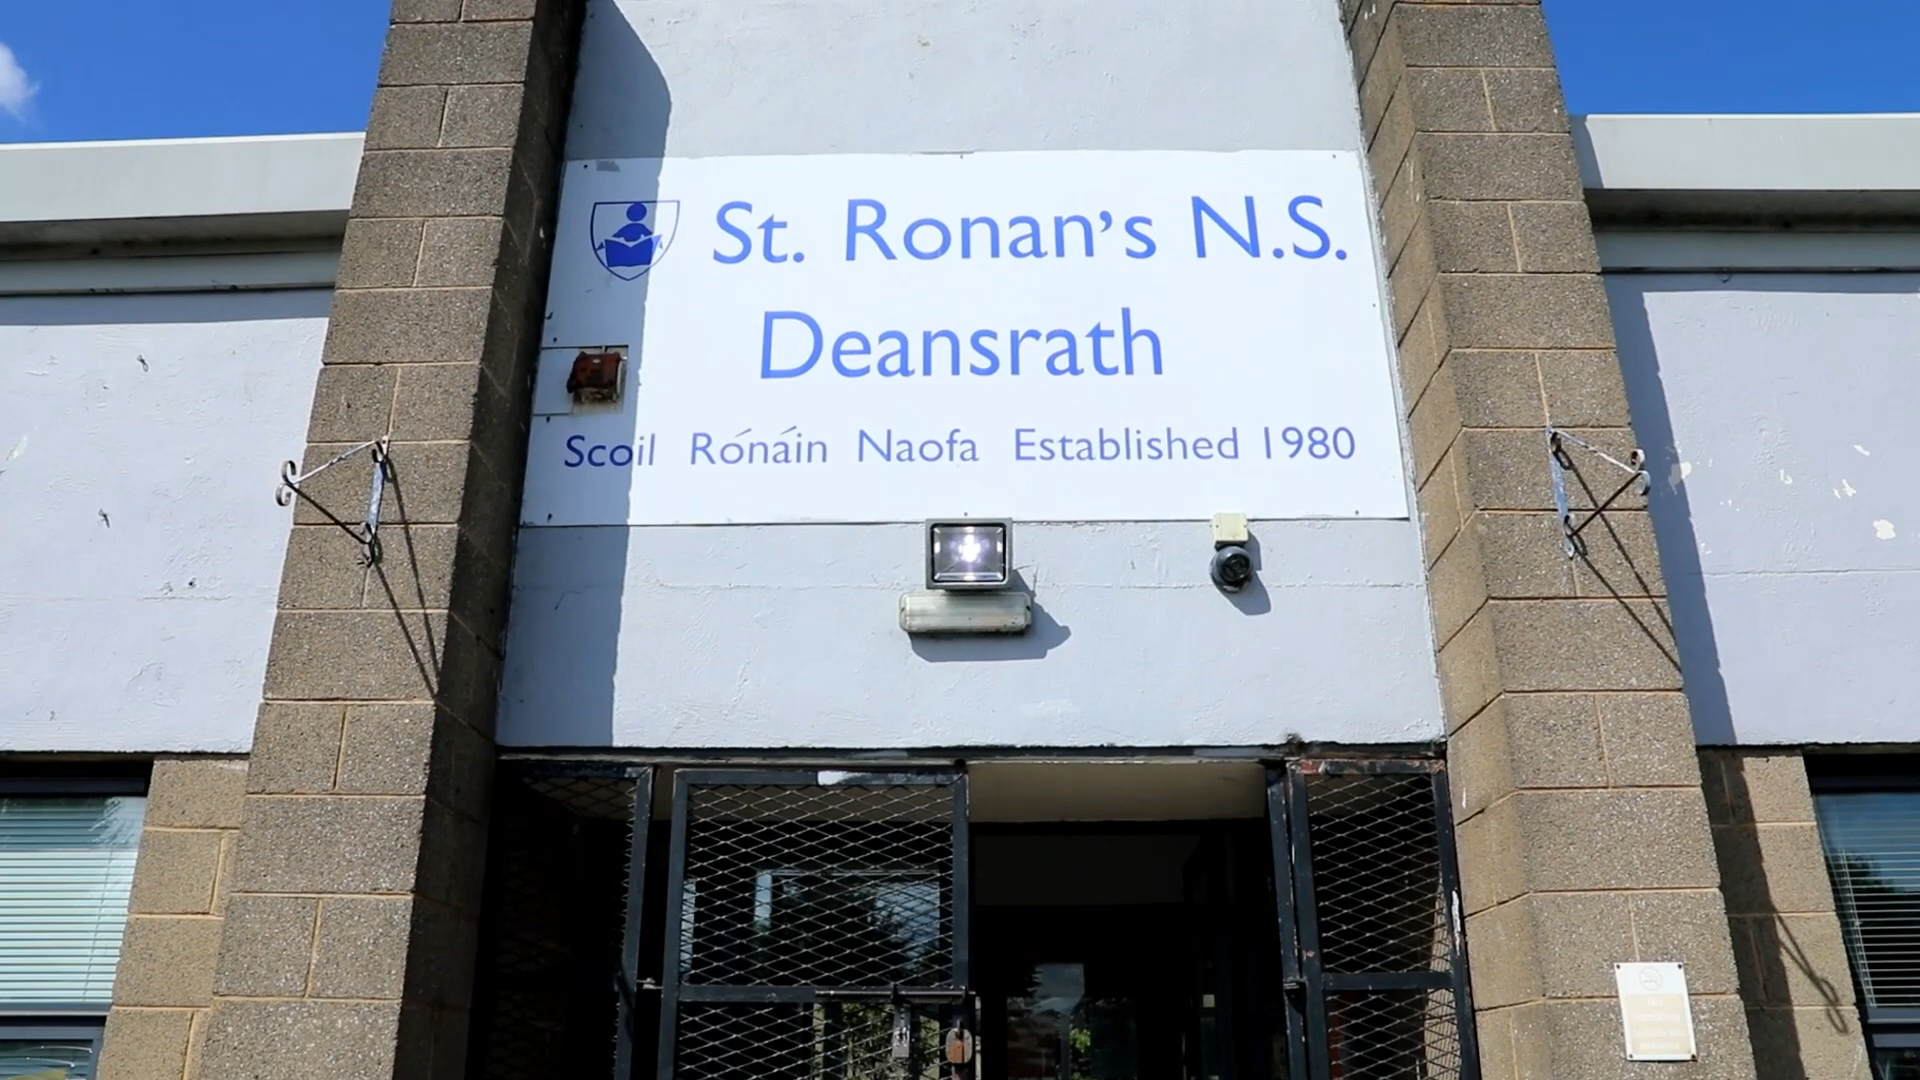 St. Ronan's N.S.
Deansrath
Scoil Rónáin Naofa Established 1980